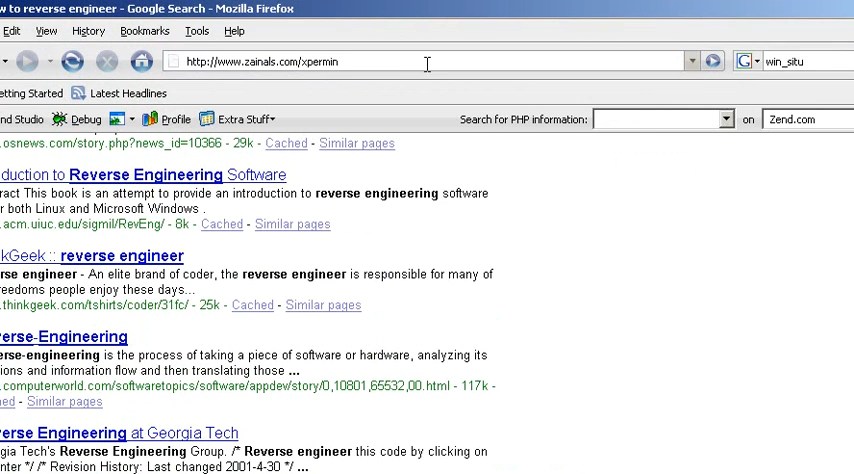 w to reverse engineer - Google Search - Mozilla Firefox
Edit View History Bookmarks Tools Help
http://www.zainals.com/xpermin G win_situ
etting Started Latest Headlines
nd Studio Debug Profile Extra Stuff Search for PHP information: on Zend.com
.osnews.com/story.php?news_id=10366 - 29k - Cached - Similar pages
duction to Reverse Engineering Software
ract This book is an attempt to provide an introduction to reverse engineering software
r both Linux and Microsoft Windows .
.acm.uiuc.edu/sigmil/RevEng/ - 8k - Cached - Similar pages
kGeek :: reverse engineer
rse engineer - An elite brand of coder, the reverse engineer is responsible for many of
reedoms people enjoy these days...
.thinkgeek.com/tshirts/coder/31fc/ - 25k - Cached - Similar pages
verse-Engineering
erse-engineering is the process of taking a piece of software or hardware, analyzing its
ions and information flow and then translating those ...
.computerworld.com/softwaretopics/software/appdev/story/0,10801,65532,00.html - 117k -
ed - Similar pages
verse Engineering at Georgia Tech
gia Tech's Reverse Engineering Group. /* Reverse engineer this code by clicking on
enter */ /* Revision History: Last changed 2001-4-30 */ ...